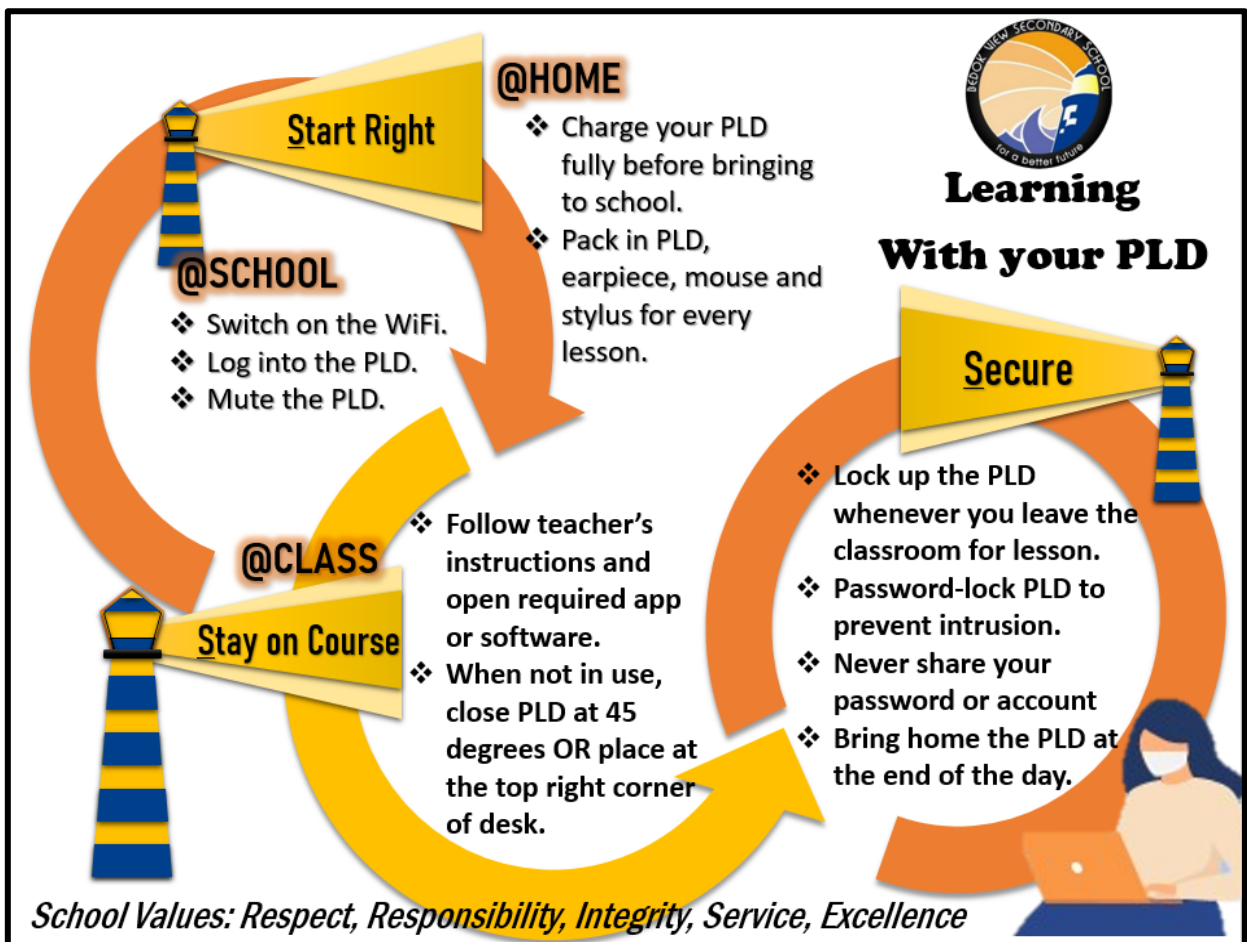 BEDOK VIEW SECONDARY SCHOOL
for a better future
Learning
With your PLD
Start Right
@HOME
❖ Charge your PLD
fully before bringing
to school.
❖ Pack in PLD,
earpiece, mouse and
stylus for every
lesson.
@SCHOOL
❖ Switch on the WiFi.
❖ Log into the PLD.
❖ Mute the PLD.
@CLASS
Stay on Course
❖ Follow teacher's
instructions and
open required app
or software.
❖ When not in use,
close PLD at 45
degrees OR place at
the top right corner
of desk.
Secure
❖ Lock up the PLD
whenever you leave the
classroom for lesson.
❖ Password-lock PLD to
prevent intrusion.
❖ Never share your
password or account
❖ Bring home the PLD at
the end of the day.
School Values: Respect, Responsibility, Integrity, Service, Excellence